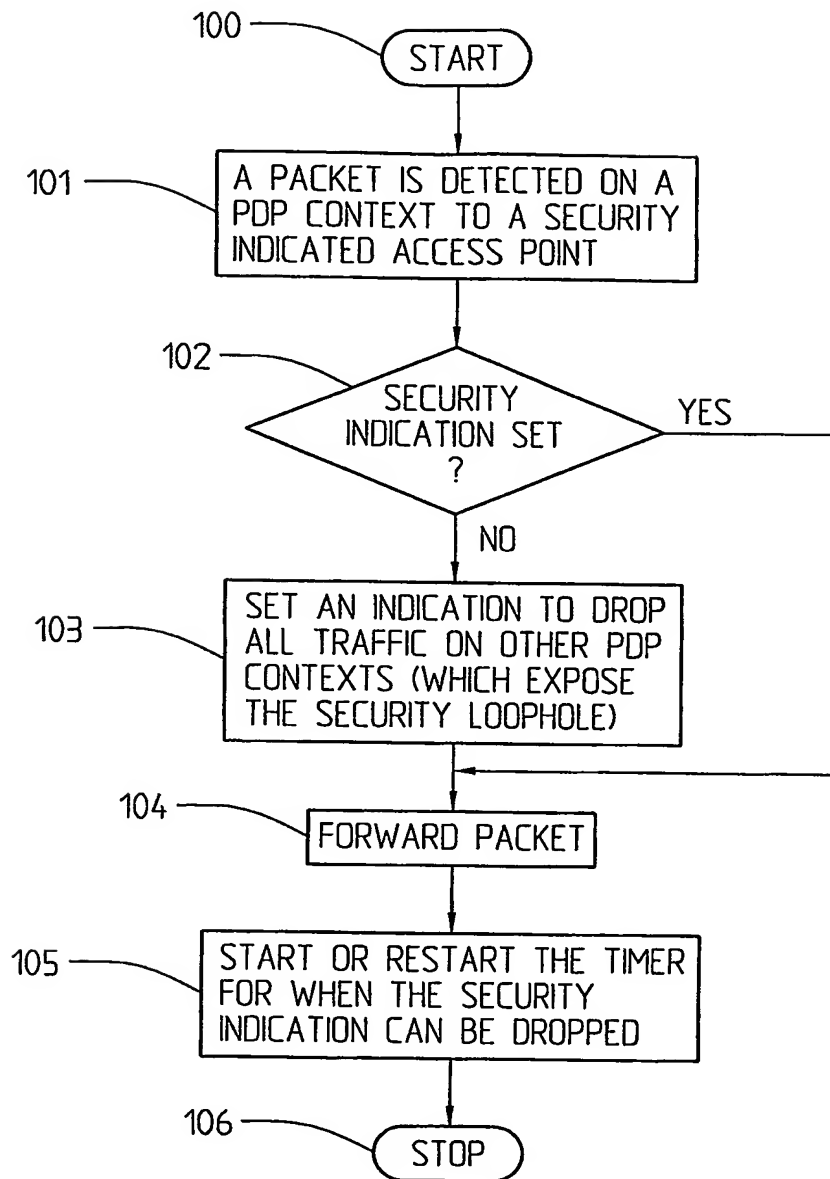 100
START
101
A PACKET IS DETECTED ON A
PDP CONTEXT TO A SECURITY
INDICATED ACCESS POINT
102
SECURITY
INDICATION SET
?
YES
NO
103
SET AN INDICATION TO DROP
ALL TRAFFIC ON OTHER PDP
CONTEXTS (WHICH EXPOSE
THE SECURITY LOOPHOLE)
104
FORWARD PACKET
105
START OR RESTART THE TIMER
FOR WHEN THE SECURITY
INDICATION CAN BE DROPPED
106
STOP